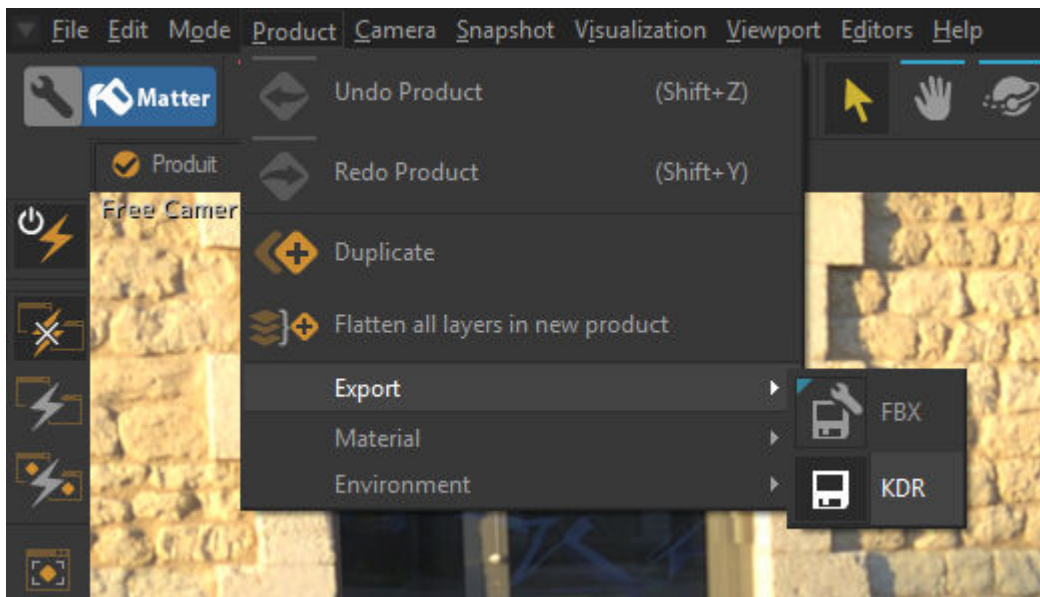 File Edit Mode Product Camera Snapshot Visualization Viewport Editors Help
Matter
Undo Product (Shift+Z)
Produit
Redo Product (Shift+Y)
Free Camer
Duplicate
Flatten all layers in new product
Export
FBX
Material
Environment
KDR